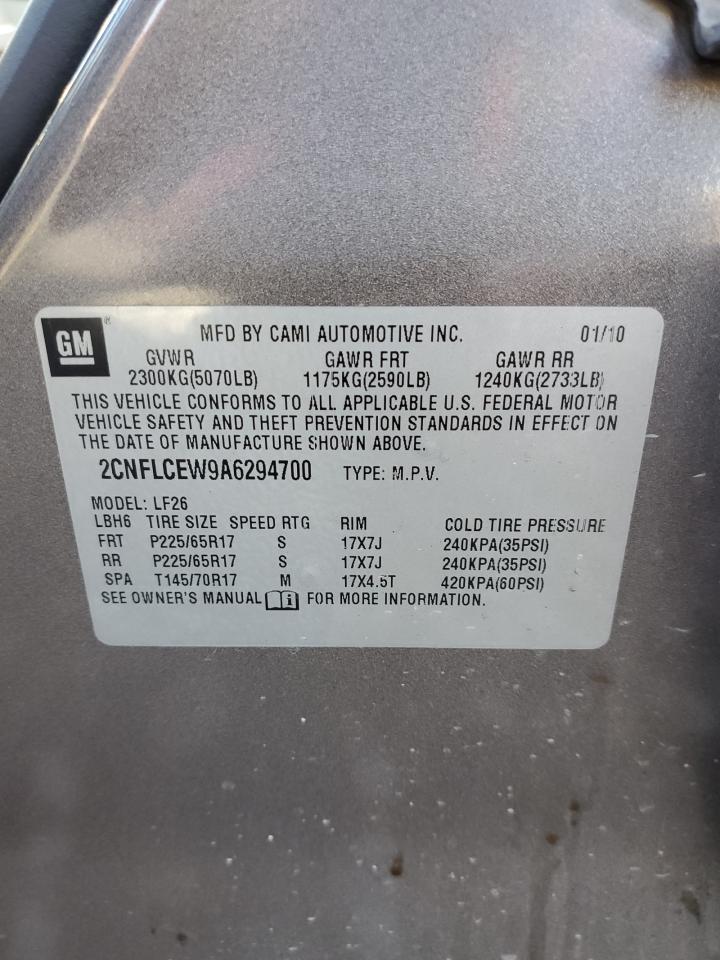 GM® MFD BY CAMI AUTOMOTIVE INC. 01/10
GVWR GAWR FRT GAWR RR
2300KG(5070LB) 1175KG(2590LB) 1240KG(2733LB)
THIS VEHICLE CONFORMS TO ALL APPLICABLE U.S. FEDERAL MOTOR
VEHICLE SAFETY AND THEFT PREVENTION STANDARDS IN EFFECT ON
THE DATE OF MANUFACTURE SHOWN ABOVE.
2CNFLCEW9A6294700 TYPE: M.P.V.
MODEL: LF26
LBH6 TIRE SIZE SPEED RTG RIM COLD TIRE PRESSURE
FRT P225/65R17 S 17X7J 240KPA(35PSI)
RR P225/65R17 S 17X7J 240KPA(35PSI)
SPA T145/70R17 M 17X4.5T 420KPA(60PSI)
SEE OWNER'S MANUAL i FOR MORE INFORMATION.